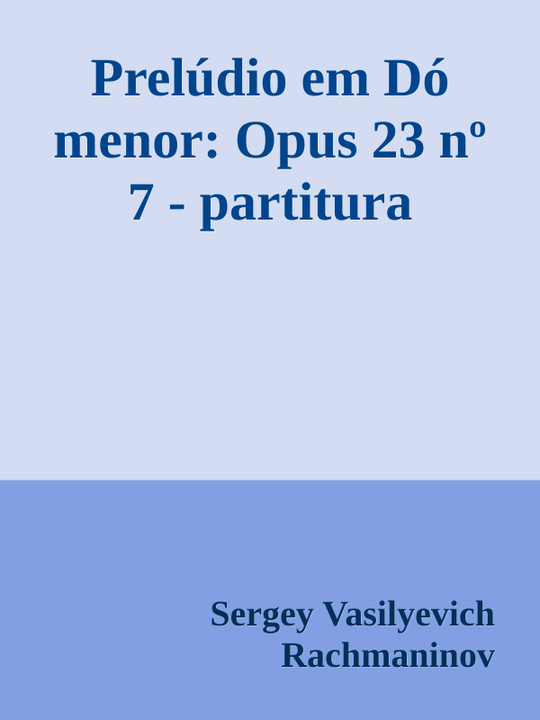 Prelúdio em Dó
menor: Opus 23 nº
7 - partitura
Sergey Vasilyevich
Rachmaninov